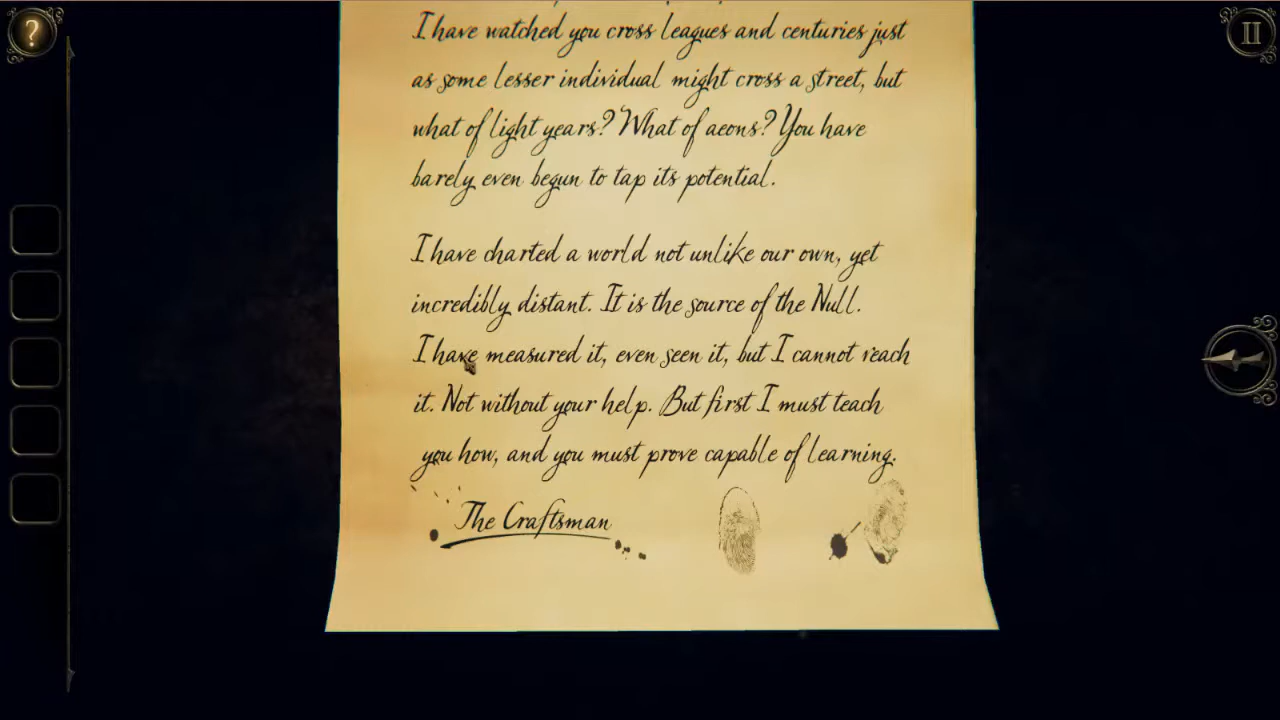 ?
I have watched you cross leagues and centuries just
as some lesser individual might cross a street, but
what of light years? What of aeons? You have
barely even begun to tap its potential.
I have charted a world not unlike our own, yet
incredibly distant. It is the source of the Null.
I have measured it, even seen it, but I cannot reach
it. Not without your help. But first I must teach
you how, and you must prove capable of learning.
The Craftsman